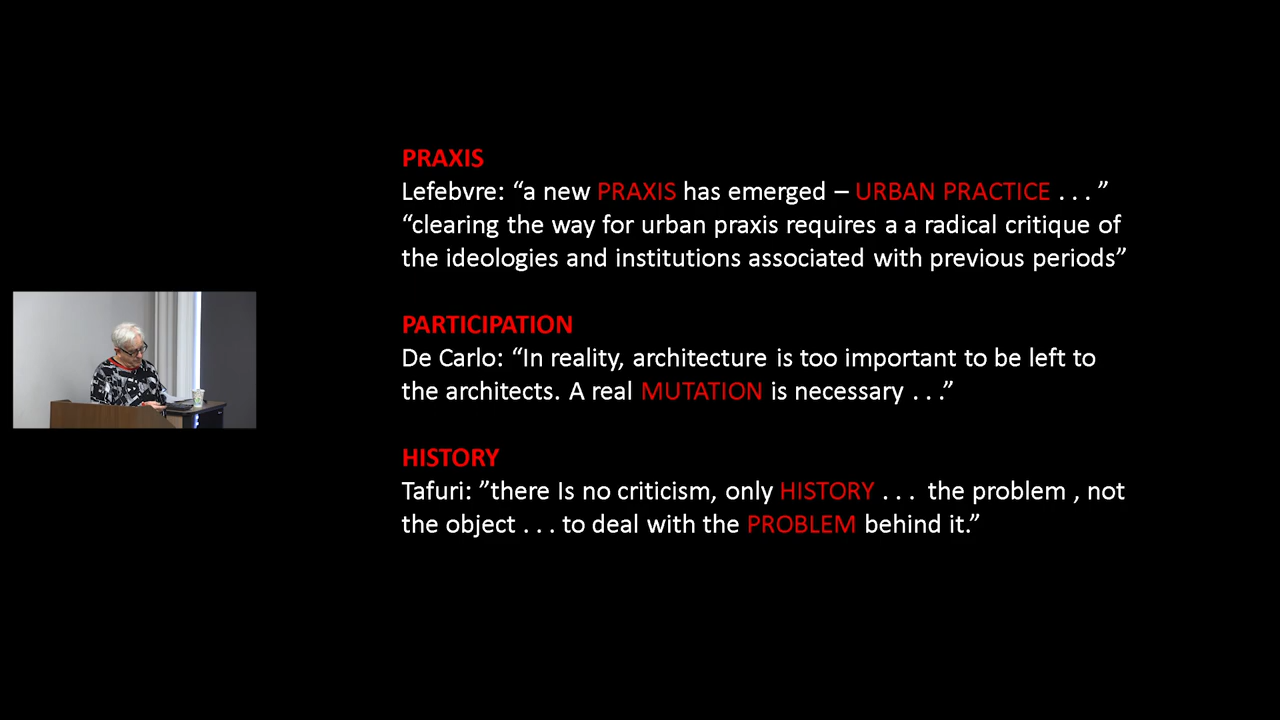 PRAXIS
Lefebvre: “a new PRAXIS has emerged – URBAN PRACTICE . . . ”
“clearing the way for urban praxis requires a a radical critique of
the ideologies and institutions associated with previous periods”
PARTICIPATION
De Carlo: “In reality, architecture is too important to be left to
the architects. A real MUTATION is necessary . . .”
HISTORY
Tafuri: ”there Is no criticism, only HISTORY . . .  the problem , not
the object . . . to deal with the PROBLEM behind it.”